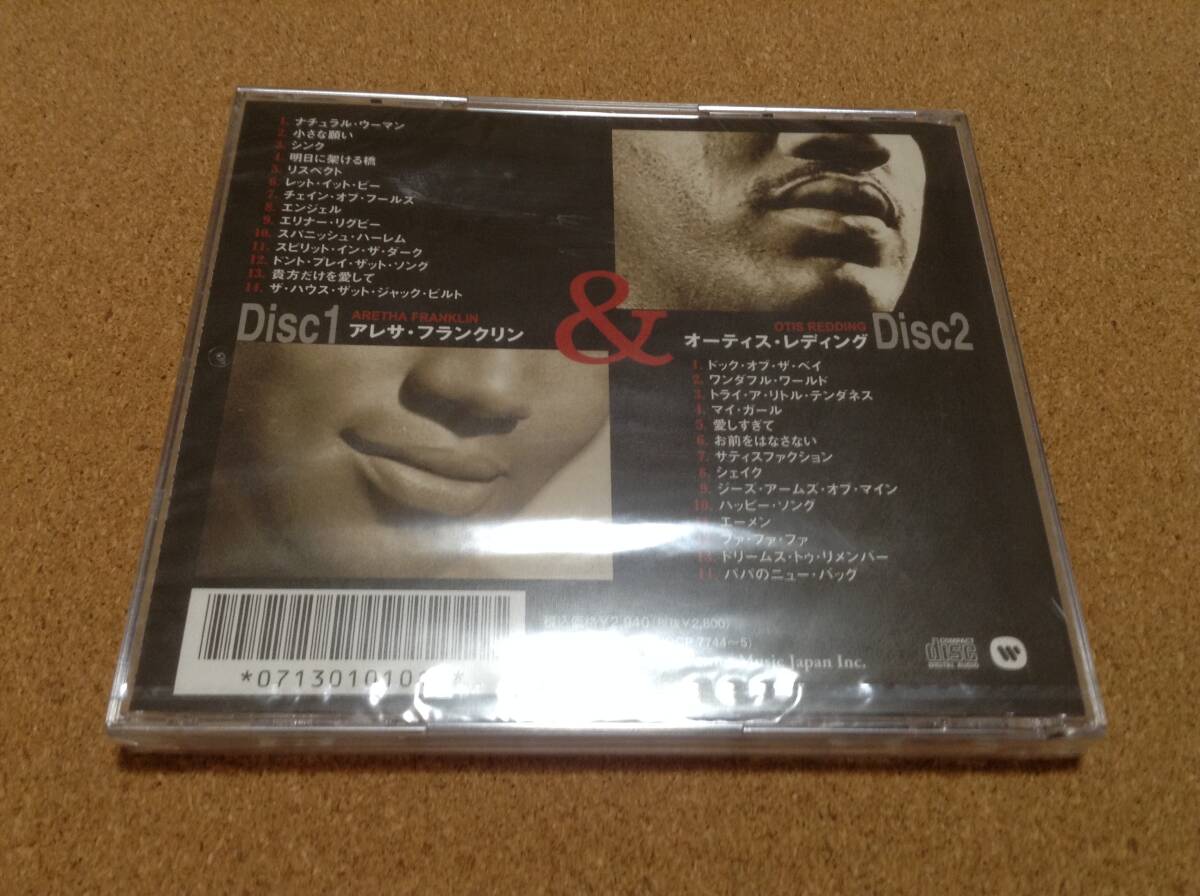 1. ナチュラル・ウーマン
2. 小さな願い
3. シンク
4. 明日に架ける橋
5. リスペクト
6. レット・イット・ビー
7. チェイン・オブ・フールズ
8. エンジェル
9. エリナー・リグビー
10. スパニッシュ・ハーレム
11. スピリット・イン・ザ・ダーク
12. ドント・プレイ・ザット・ソング
13. 貴方だけを愛して
14. ザ・ハウス・ザット・ジャック・ビルト
Disc1
ARETHA FRANKLIN
アレサ・フランクリン
&
OTIS REDDING
オーティス・レディング
Disc2
1. ドック・オブ・ザ・ベイ
2. ワンダフル・ワールド
3. トライ・ア・リトル・テンダネス
4. マイ・ガール
5. 愛しすぎて
6. お前をはなさない
7. サティスファクション
8. シェイク
9. ジーズ・アームズ・オブ・マイン
10. ハッピー・ソング
11. エーメン
ファ・ファ・ファ
13. ドリームス・トゥ・リメンバー
14. パパのニュー・バッグ
税込価格¥2,940(税抜¥2,800)
7744〜5)
Music Japan Inc.
COMPACT
disc
DIGITAL AUDIO
*071301010 *